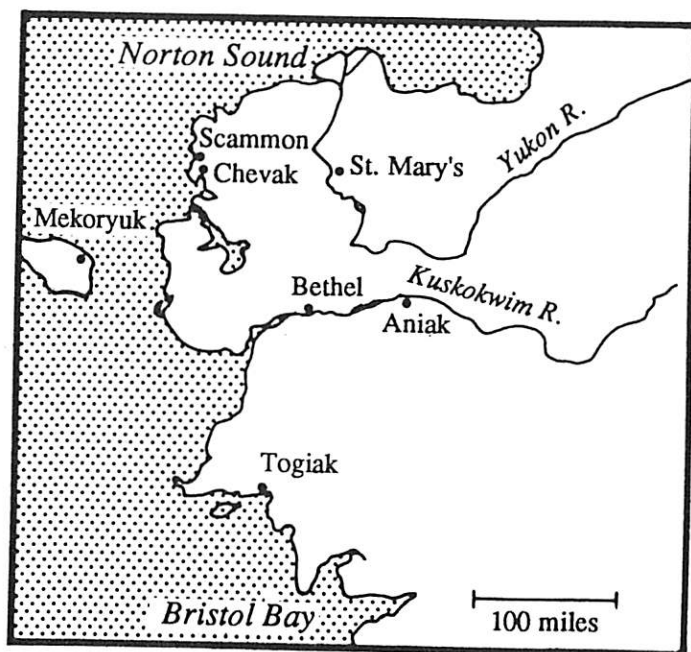 Norton Sound
Scammon
Chevak
St. Mary's
Yukon R.
Mekoryuk
Bethel
Kuskokwim R.
Aniak
Togiak
Bristol Bay
100 miles